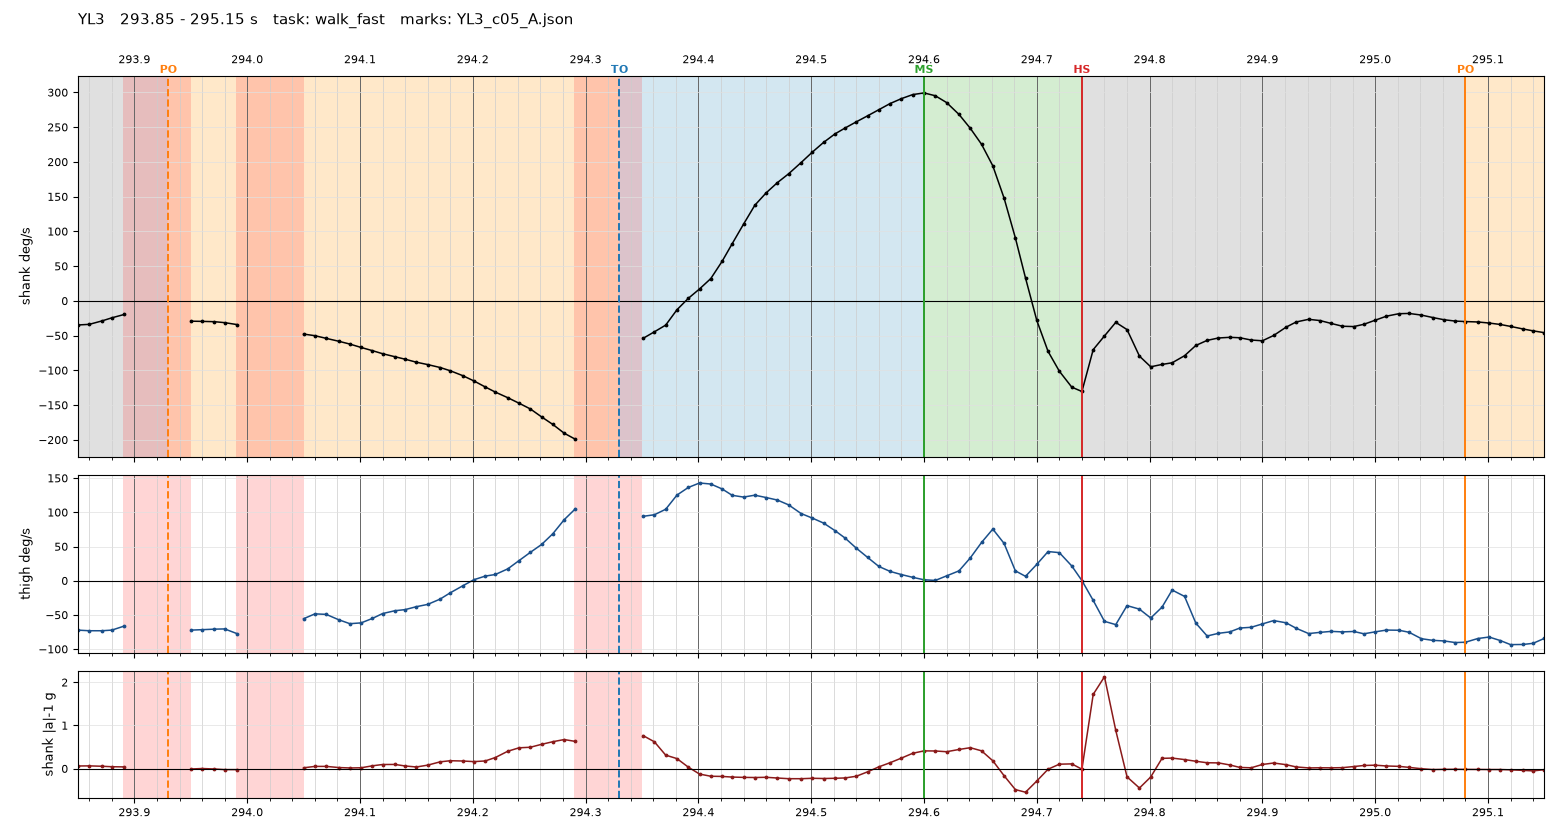 YL3 293.85 - 295.15 s task: walk_fast marks: YL3_c05_A.json
293.9 294.0 294.1 294.2 294.3 294.4 294.5 294.6 294.7 294.8 294.9 295.0 295.1
PO TO MS HS PO
shank deg/s
300
250
200
150
100
50
0
−50
−100
−150
−200
thigh deg/s
150
100
50
0
−50
−100
shank |a|-1 g
2
1
0
293.9 294.0 294.1 294.2 294.3 294.4 294.5 294.6 294.7 294.8 294.9 295.0 295.1